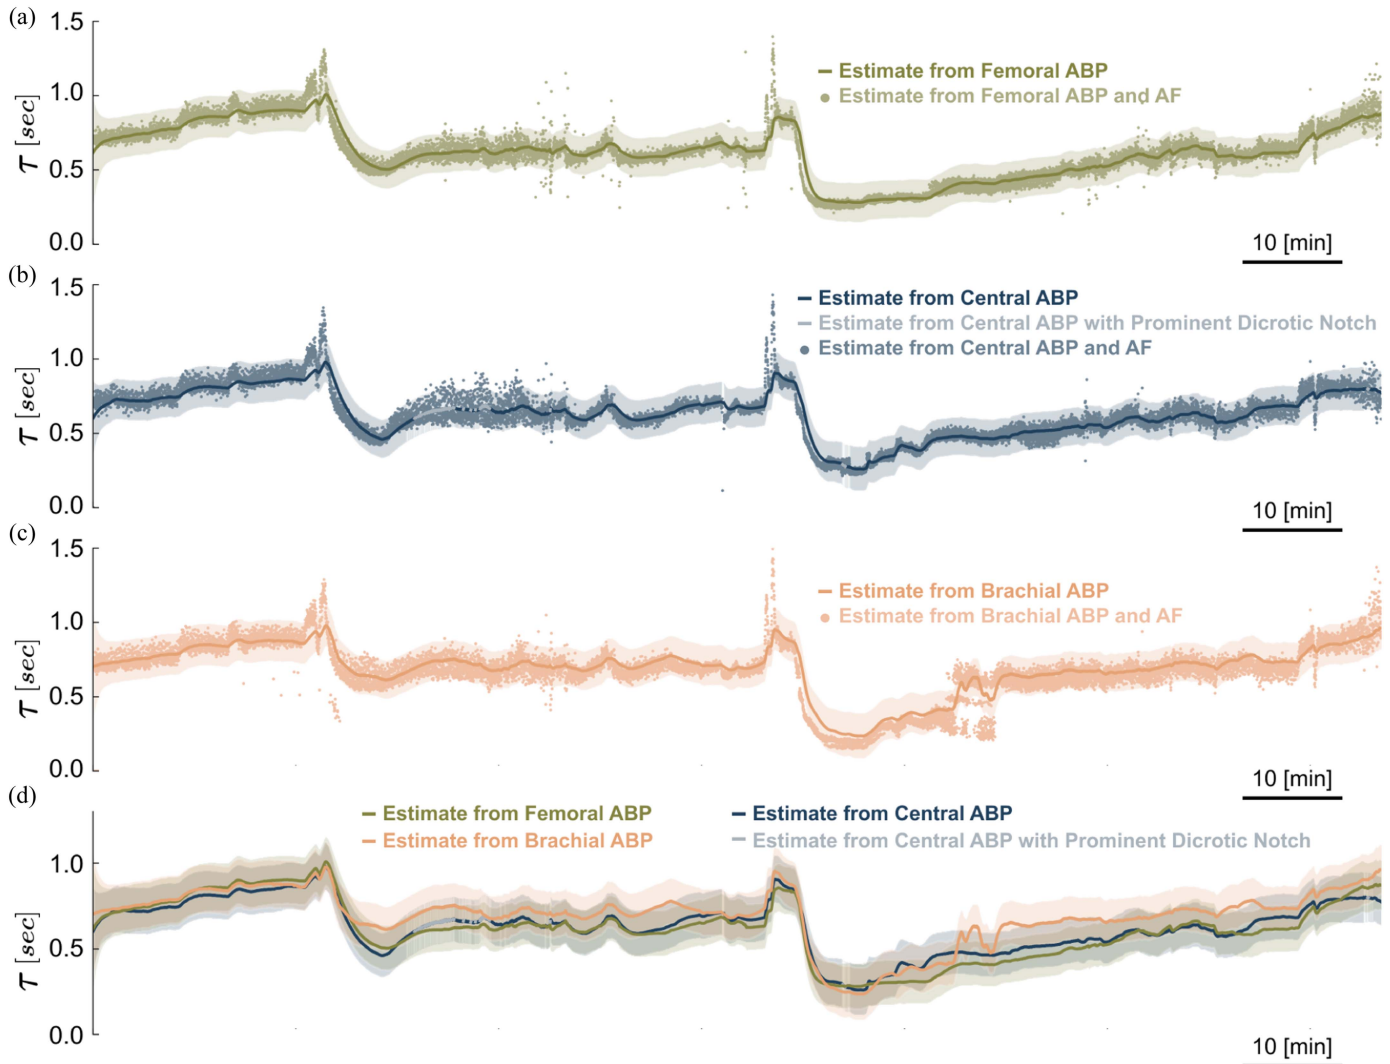 (a)
1.5
1.0
0.5
0.0
τ [sec]
Estimate from Femoral ABP
Estimate from Femoral ABP and AF
10 [min]
(b)
1.5
1.0
0.5
0.0
τ [sec]
Estimate from Central ABP
Estimate from Central ABP with Prominent Dicrotic Notch
Estimate from Central ABP and AF
10 [min]
(c)
1.5
1.0
0.5
0.0
τ [sec]
Estimate from Brachial ABP
Estimate from Brachial ABP and AF
10 [min]
(d)
1.0
0.5
0.0
τ [sec]
Estimate from Femoral ABP
Estimate from Brachial ABP
Estimate from Central ABP
Estimate from Central ABP with Prominent Dicrotic Notch
10 [min]